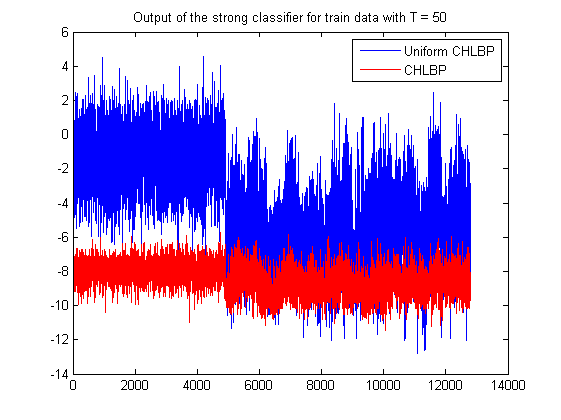 Output of the strong classifier for train data with T = 50
6
4
2
0
-2
-4
-6
-8
-10
-12
-14
Uniform CHLBP
CHLBP
0 2000 4000 6000 8000 10000 12000 14000